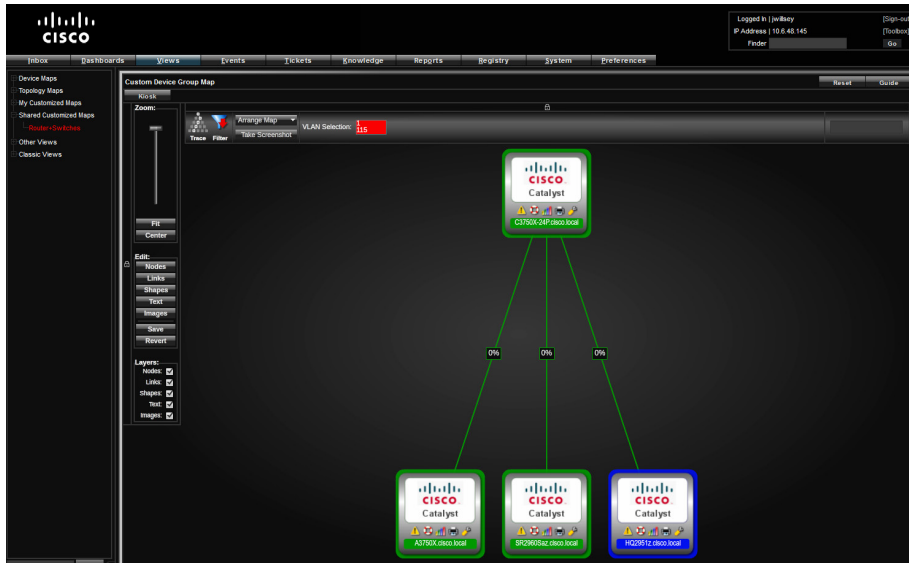 CISCO
Logged In | jwillsey [Sign-out]
IP Address | 10.6.48.145 [Toolbox]
Finder Go
Inbox Dashboards Views Events Tickets Knowledge Reports Registry System Preferences
Device Maps
Topology Maps
My Customized Maps
Shared Customized Maps
Router+Switches
Other Views
Classic Views
Custom Device Group Map Reset Guide
Kiosk
Zoom:
Fit
Center
Edit:
Nodes
Links
Shapes
Text
Images
Save
Revert
Layers:
Nodes:
Links:
Shapes:
Text:
Images:
Trace Filter
Arrange Map
Take Screenshot
VLAN Selection:
1
115
CISCO
Catalyst
C3750X-24P.cisco.local
0% 0% 0%
CISCO
Catalyst
A3750X.cisco.local
CISCO
Catalyst
SR2960Saz.cisco.local
CISCO
Catalyst
HQ2951z.cisco.local